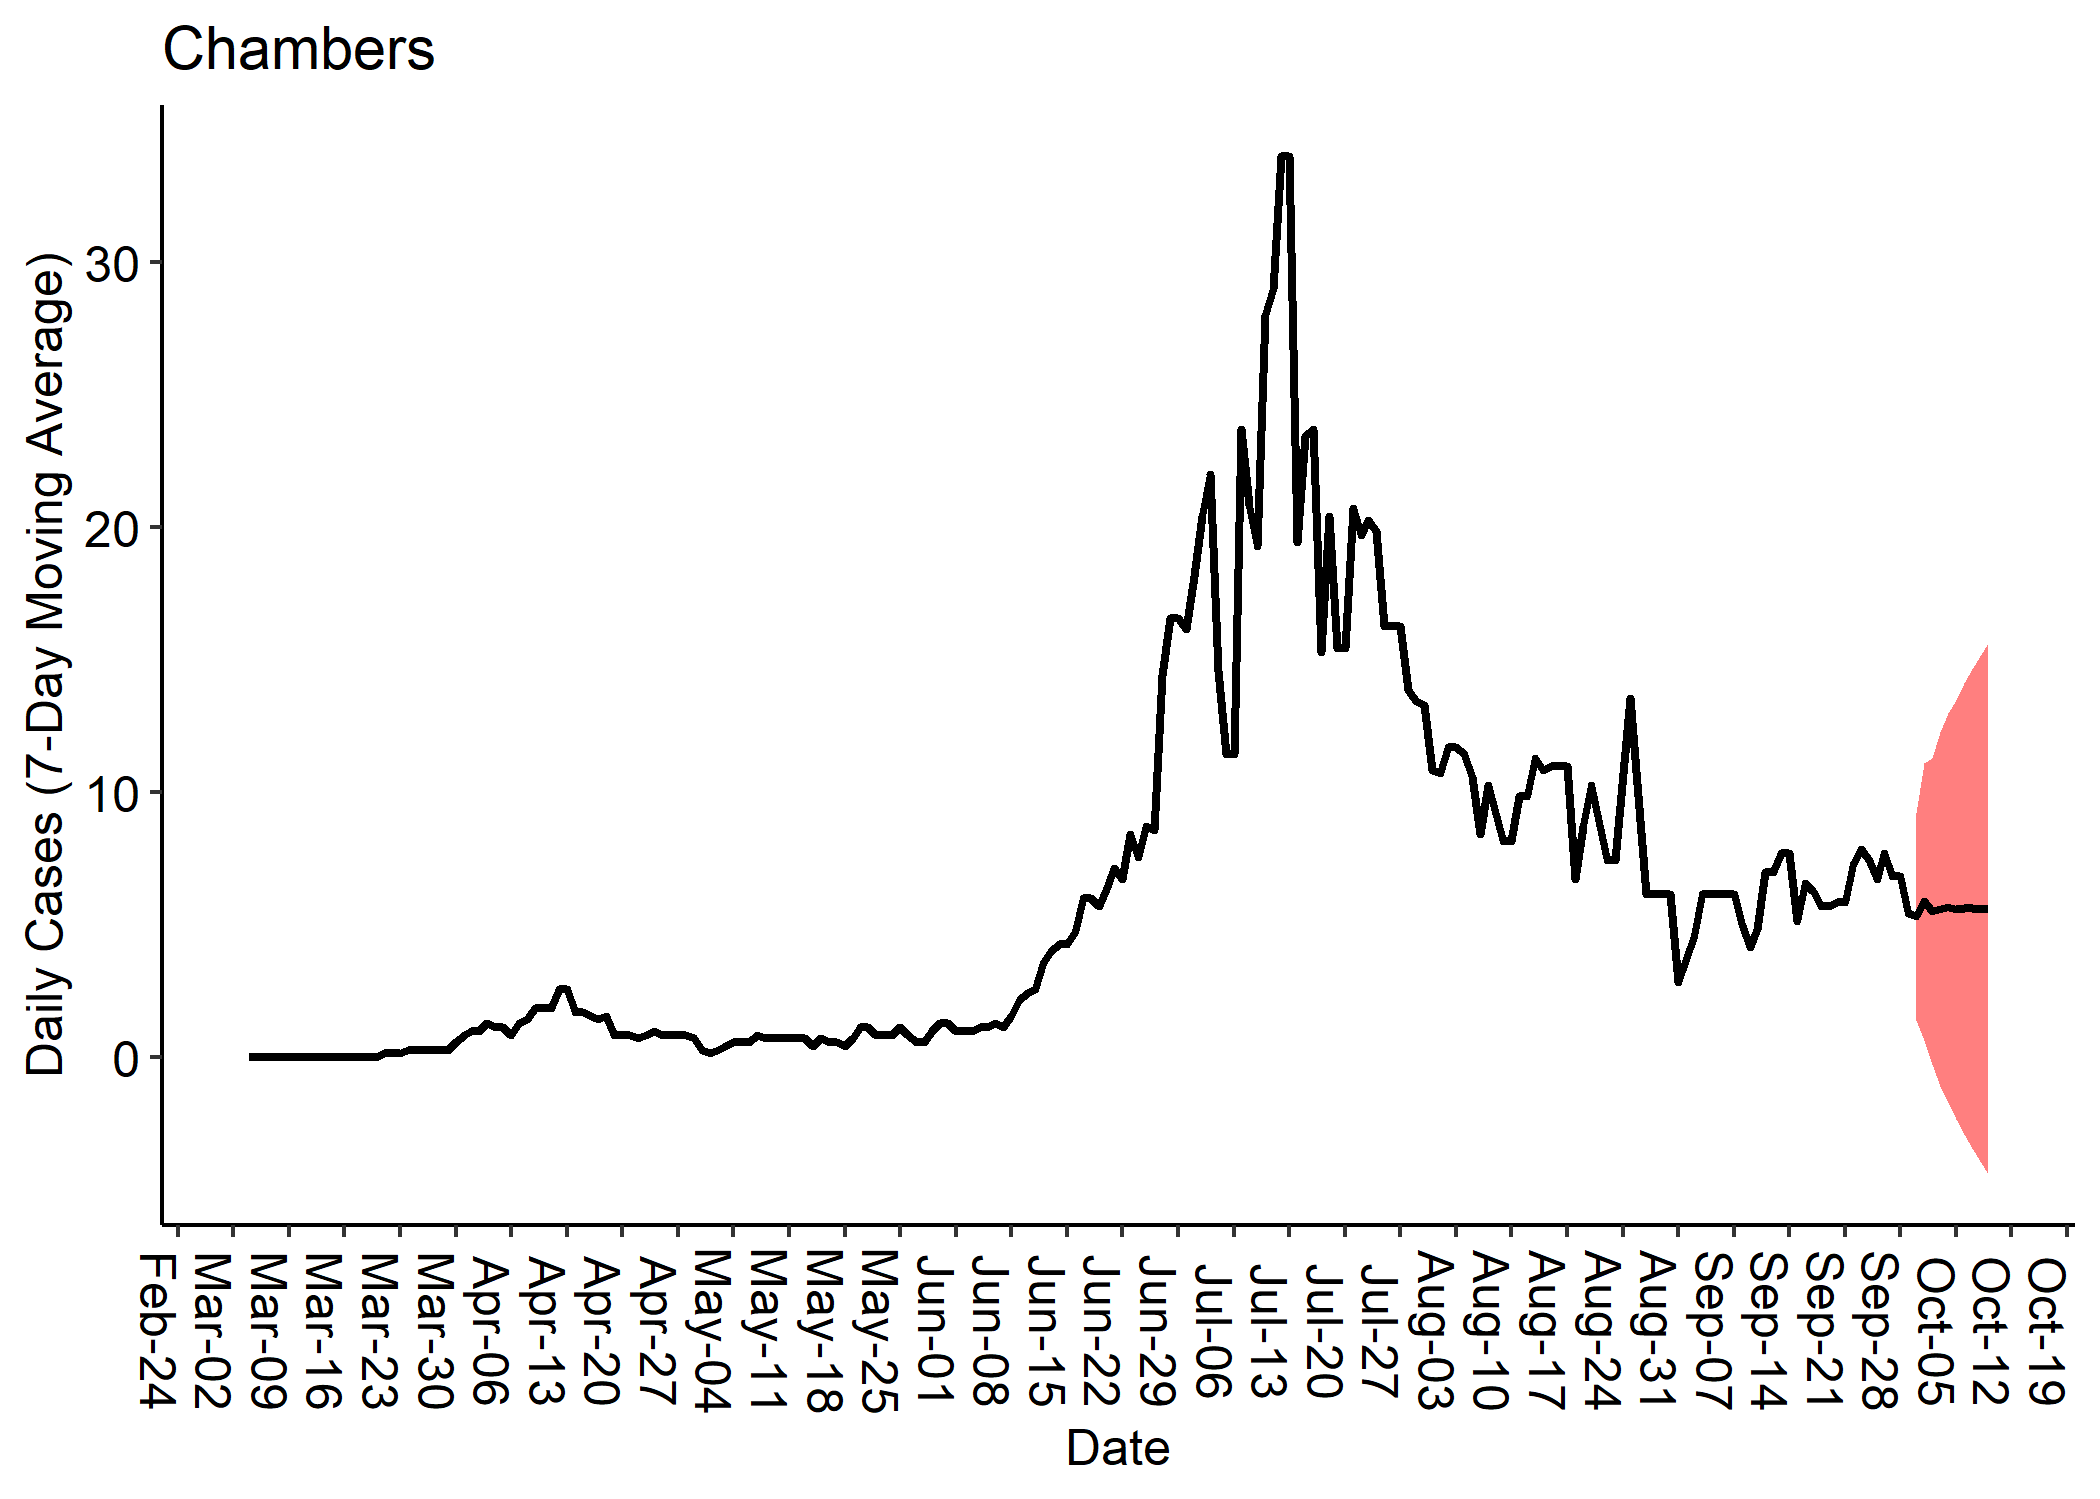 Chambers
Daily Cases (7-Day Moving Average)
30
20
10
0
Feb-24
Mar-02
Mar-09
Mar-16
Mar-23
Mar-30
Apr-06
Apr-13
Apr-20
Apr-27
May-04
May-11
May-18
May-25
Jun-01
Jun-08
Jun-15
Jun-22
Jun-29
Jul-06
Jul-13
Jul-20
Jul-27
Aug-03
Aug-10
Aug-17
Aug-24
Aug-31
Sep-07
Sep-14
Sep-21
Sep-28
Oct-05
Oct-12
Oct-19
Date